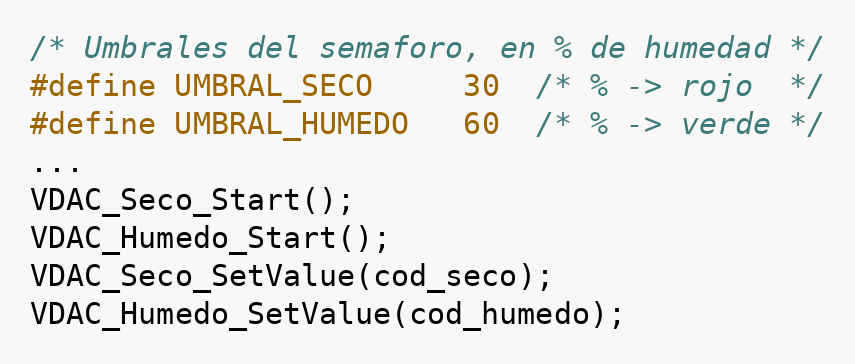 /* Umbrales del semaforo, en % de humedad */
#define UMBRAL_SECO     30  /* % -> rojo  */
#define UMBRAL_HUMEDO   60  /* % -> verde */
...
VDAC_Seco_Start();
VDAC_Humedo_Start();
VDAC_Seco_SetValue(cod_seco);
VDAC_Humedo_SetValue(cod_humedo);